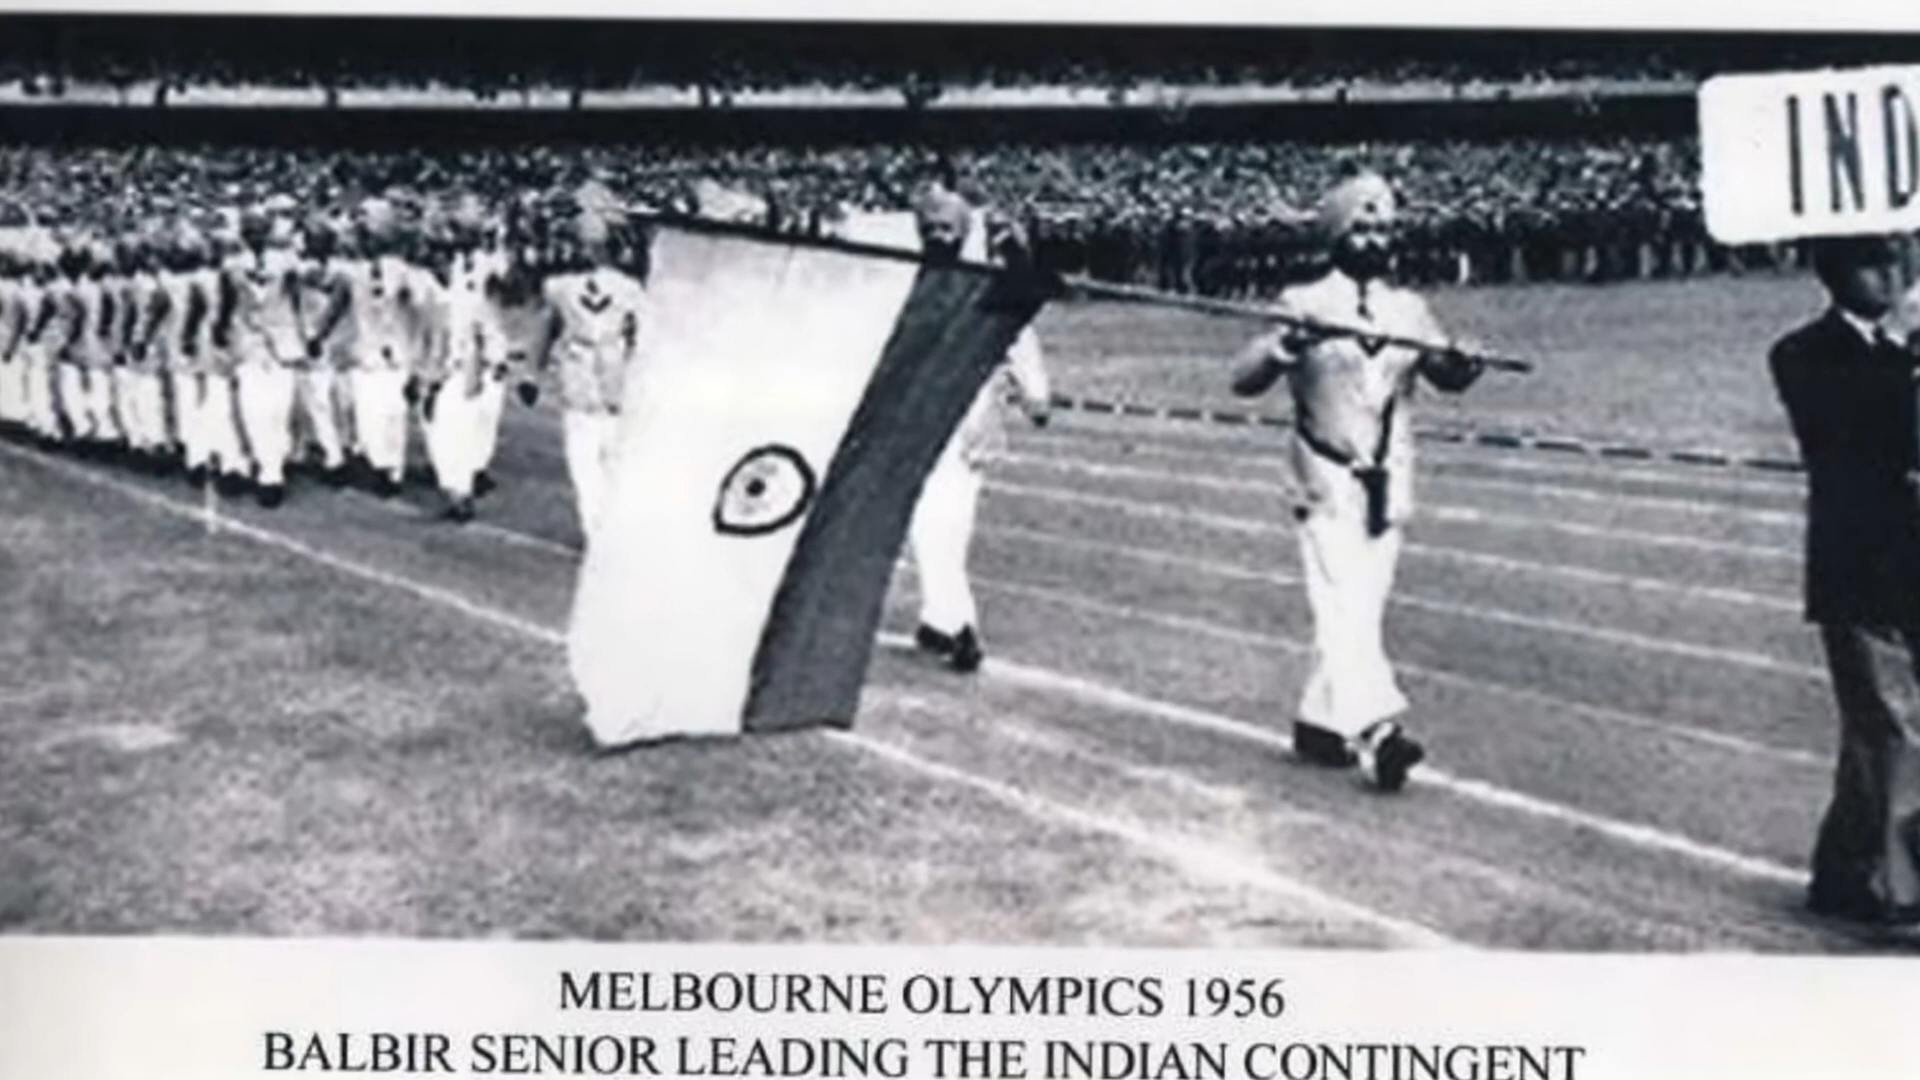 IND
MELBOURNE OLYMPICS 1956
BALBIR SENIOR LEADING THE INDIAN CONTINGENT